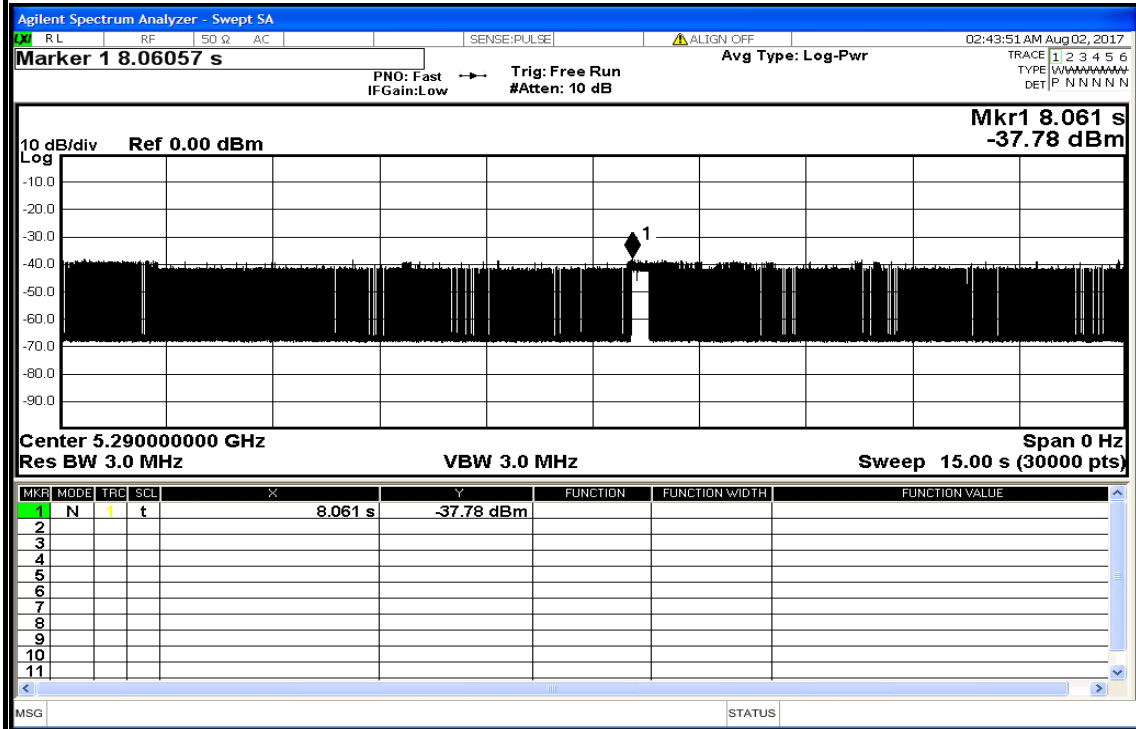 Agilent Spectrum Analyzer - Swept SA
LXI RL RF 50 Ω AC SENSE:PULSE ALIGN OFF 02:43:51 AM Aug 02, 2017
Marker 1 8.06057 s Avg Type: Log-Pwr TRACE 1 2 3 4 5 6
PNO: Fast Trig: Free Run TYPE
IFGain:Low #Atten: 10 dB DET P N N N N N
Mkr1 8.061 s
10 dB/div Ref 0.00 dBm -37.78 dBm
Log
-10.0
-20.0
-30.0
1
-40.0
-50.0
-60.0
-70.0
-80.0
-90.0
Center 5.290000000 GHz Span 0 Hz
Res BW 3.0 MHz VBW 3.0 MHz Sweep 15.00 s (30000 pts)
MKR MODE TRC SCL X Y FUNCTION FUNCTION WIDTH FUNCTION VALUE
1 N 1 t 8.061 s -37.78 dBm
2
3
4
5
6
7
8
9
10
11
MSG STATUS